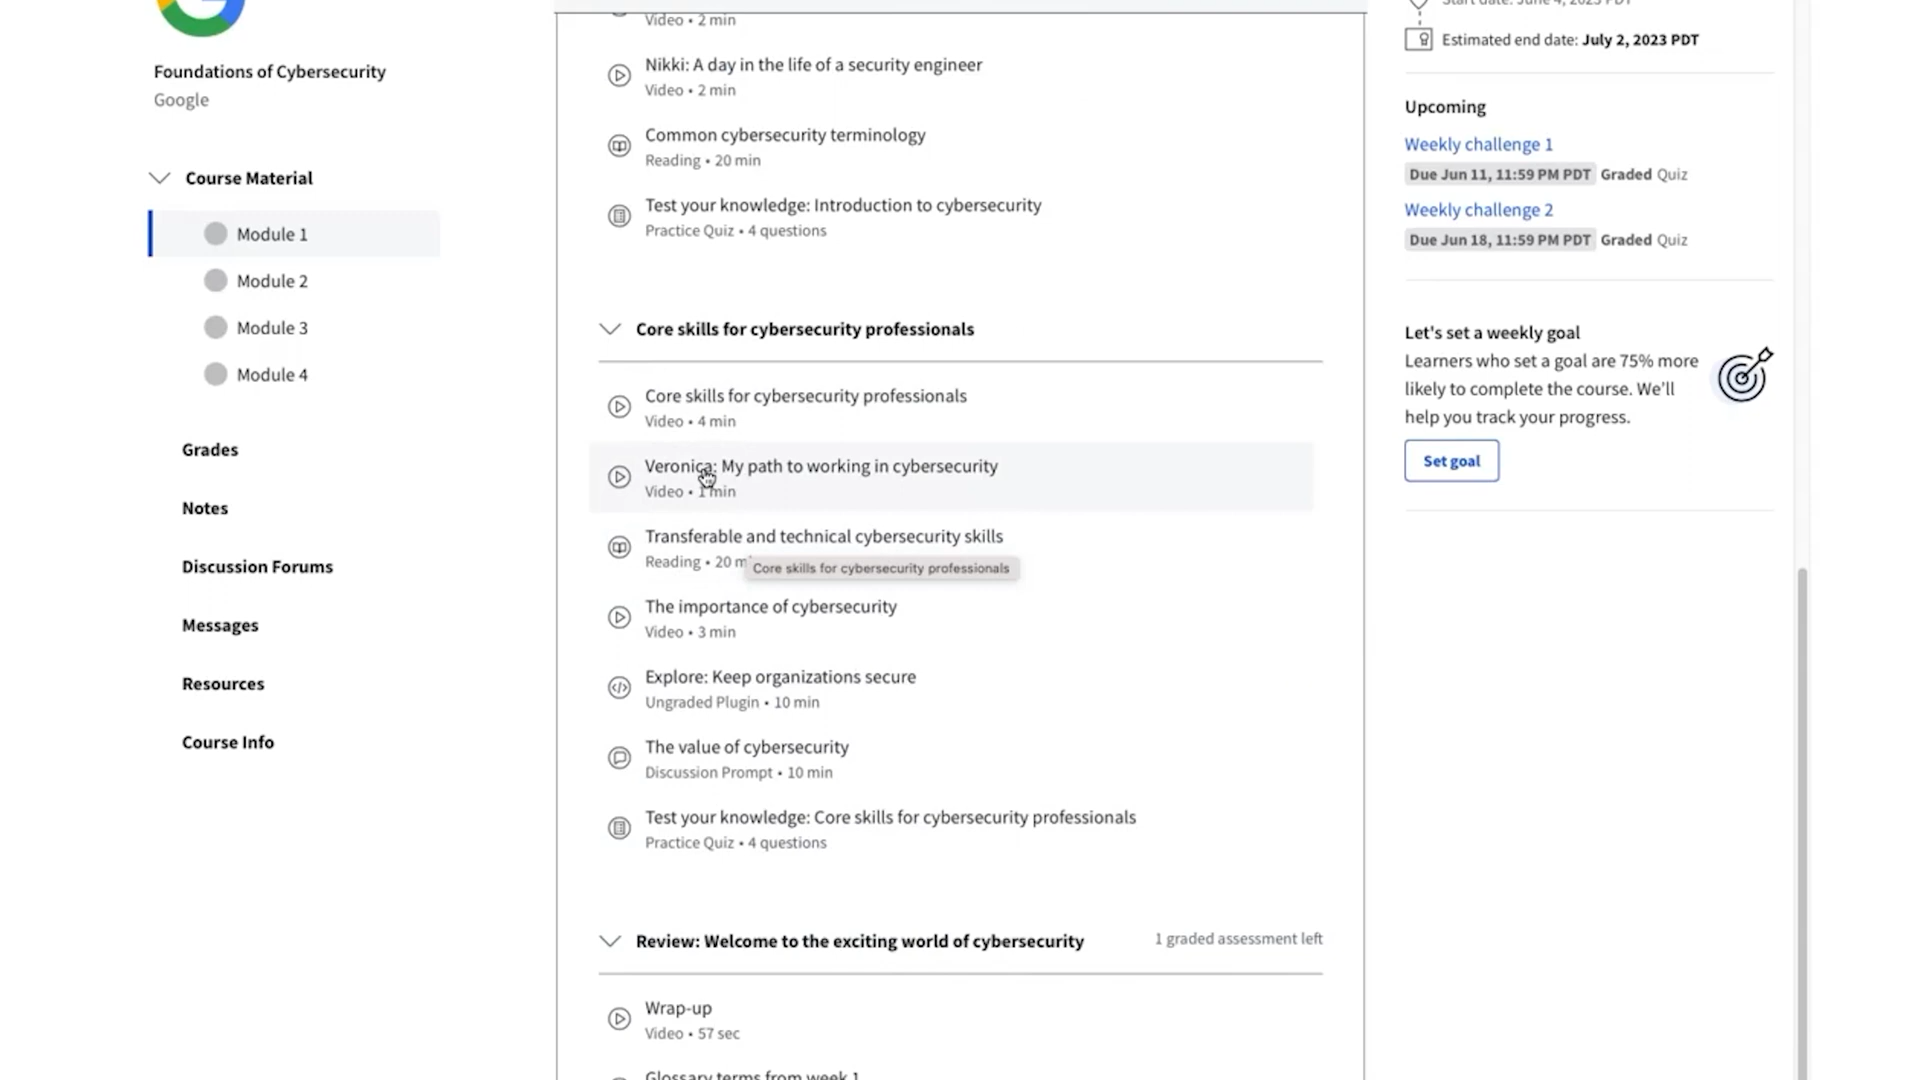 Foundations of Cybersecurity
Google
Course Material
Module 1
Module 2
Module 3
Module 4
Grades
Notes
Discussion Forums
Messages
Resources
Course Info
Video • 2 min
Nikki: A day in the life of a security engineer
Video • 2 min
Common cybersecurity terminology
Reading • 20 min
Test your knowledge: Introduction to cybersecurity
Practice Quiz • 4 questions
Core skills for cybersecurity professionals
Core skills for cybersecurity professionals
Video • 4 min
Veronica: My path to working in cybersecurity
Video • 1 min
Transferable and technical cybersecurity skills
Reading • 20 m
Core skills for cybersecurity professionals
The importance of cybersecurity
Video • 3 min
Explore: Keep organizations secure
Ungraded Plugin • 10 min
The value of cybersecurity
Discussion Prompt • 10 min
Test your knowledge: Core skills for cybersecurity professionals
Practice Quiz • 4 questions
Review: Welcome to the exciting world of cybersecurity
1 graded assessment left
Wrap-up
Video • 57 sec
Glossary terms from week 1
Start date: June 4, 2023 PDT
Estimated end date: July 2, 2023 PDT
Upcoming
Weekly challenge 1
Due Jun 11, 11:59 PM PDT Graded Quiz
Weekly challenge 2
Due Jun 18, 11:59 PM PDT Graded Quiz
Let's set a weekly goal
Learners who set a goal are 75% more
likely to complete the course. We'll
help you track your progress.
Set goal